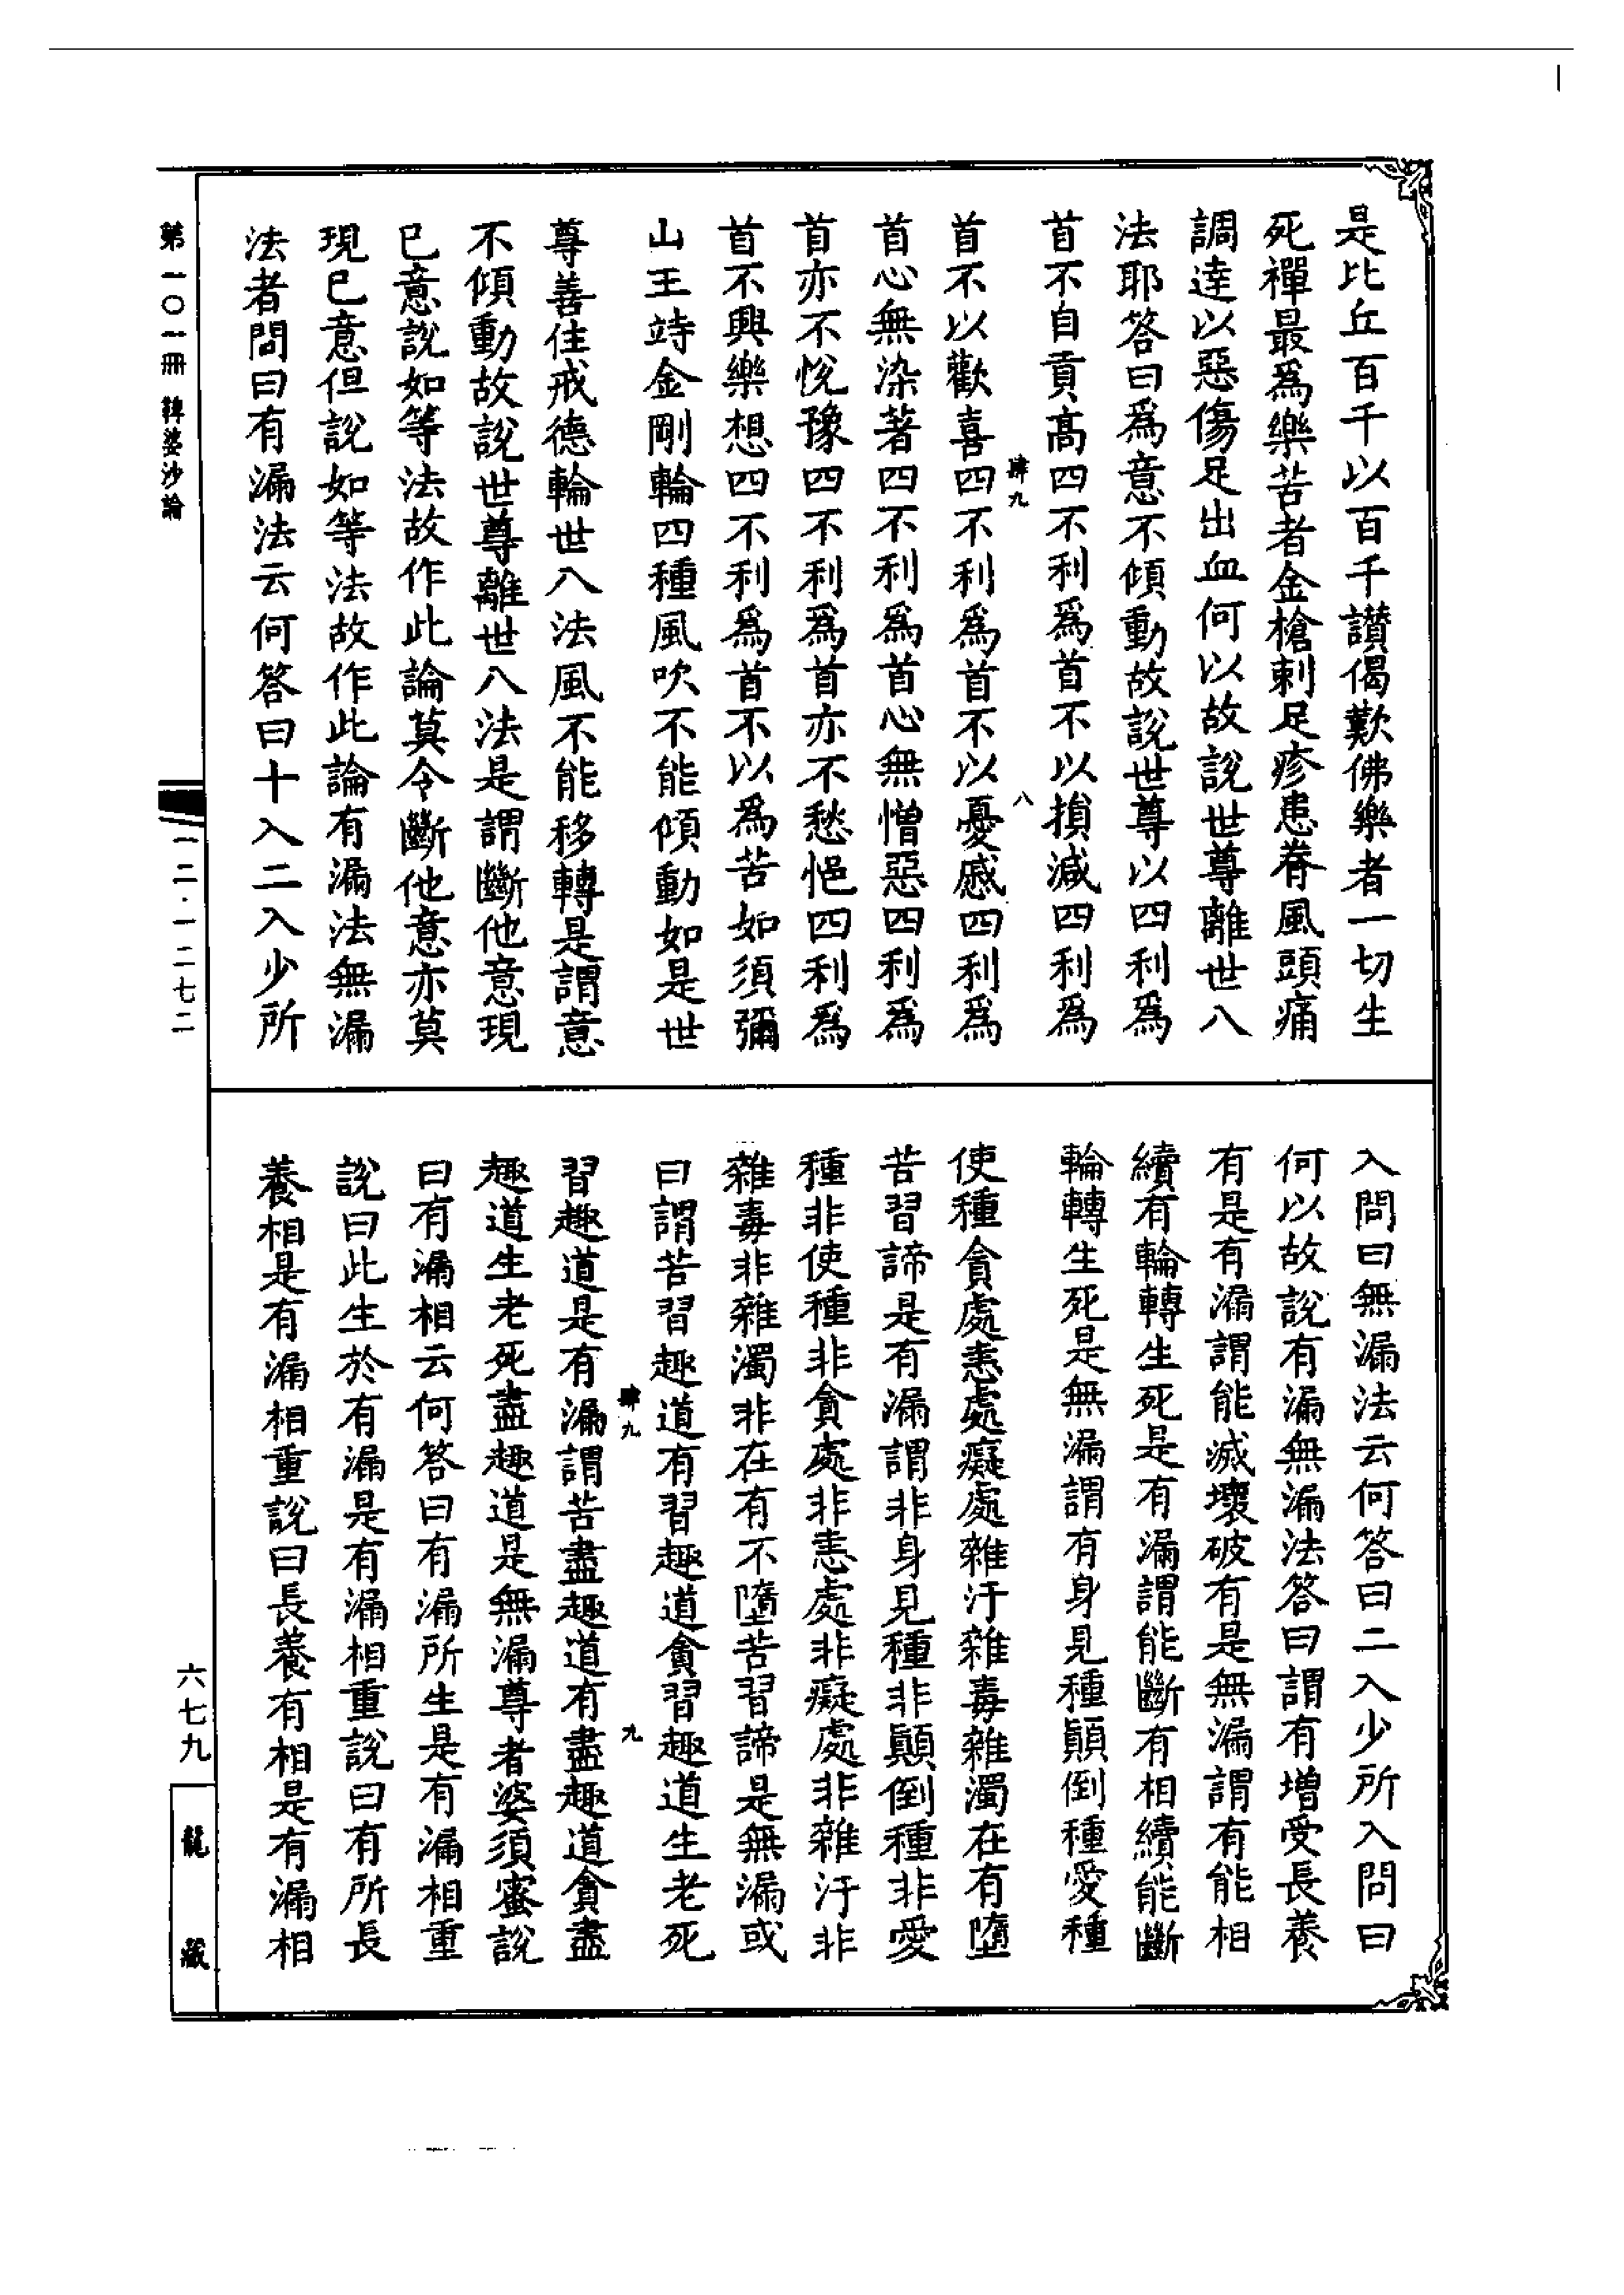 是比丘百千以百千讃偈歎佛樂者一切生
死禪最爲樂苦者金槍刺足疹患脊風頭痛
調達以惡傷足出血何以故說世尊離世八
法耶答曰爲意不傾動故說世尊以四利爲
首不自貢高四不利爲首不以損減四利爲
肆九
八
首不以歡喜四不利爲首不以憂慼四利爲
首心無染著四不利爲首心無憎惡四利爲
首亦不悅豫四不利爲首亦不愁悒四利爲
首不興樂想四不利爲首不以爲苦如須彌
山王峙金剛輪四種風吹不能傾動如是世
尊善住戒德輪世八法風不能移轉是謂意
不傾動故說世尊離世八法是謂斷他意現
已意說如等法故作此論莫令斷他意亦莫
現已意但說如等法故作此論有漏法無漏
法者問曰有漏法云何答曰十入二入少所
入問曰無漏法云何答曰二入少所入問曰
何以故說有漏無漏法答曰謂有增受長養
有是有漏謂能滅壞破有是無漏謂有能相
續有輪轉生死是有漏謂能斷有相續能斷
輪轉生死是無漏謂有身見種顚倒種愛種
使種貪處恚處癡處雜汙雜毒雜濁在有墮
苦習諦是有漏謂非身見種非顚倒種非愛
種非使種非貪處非恚處非癡處非雜汙非
雜毒非雜濁非在有不墮苦習諦是無漏或
曰謂苦習趣道有習趣道貪習趣道生老死
肆九
九
習趣道是有漏謂苦盡趣道有盡趣道貪盡
趣道生老死盡趣道是無漏尊者婆須蜜說
曰有漏相云何答曰有漏所生是有漏相重
說曰此生於有漏是有漏相重說曰有所長
養相是有漏相重說曰長養有相是有漏相
第一〇一冊 鞞婆沙論
一二·一二七二
六七九
龍藏